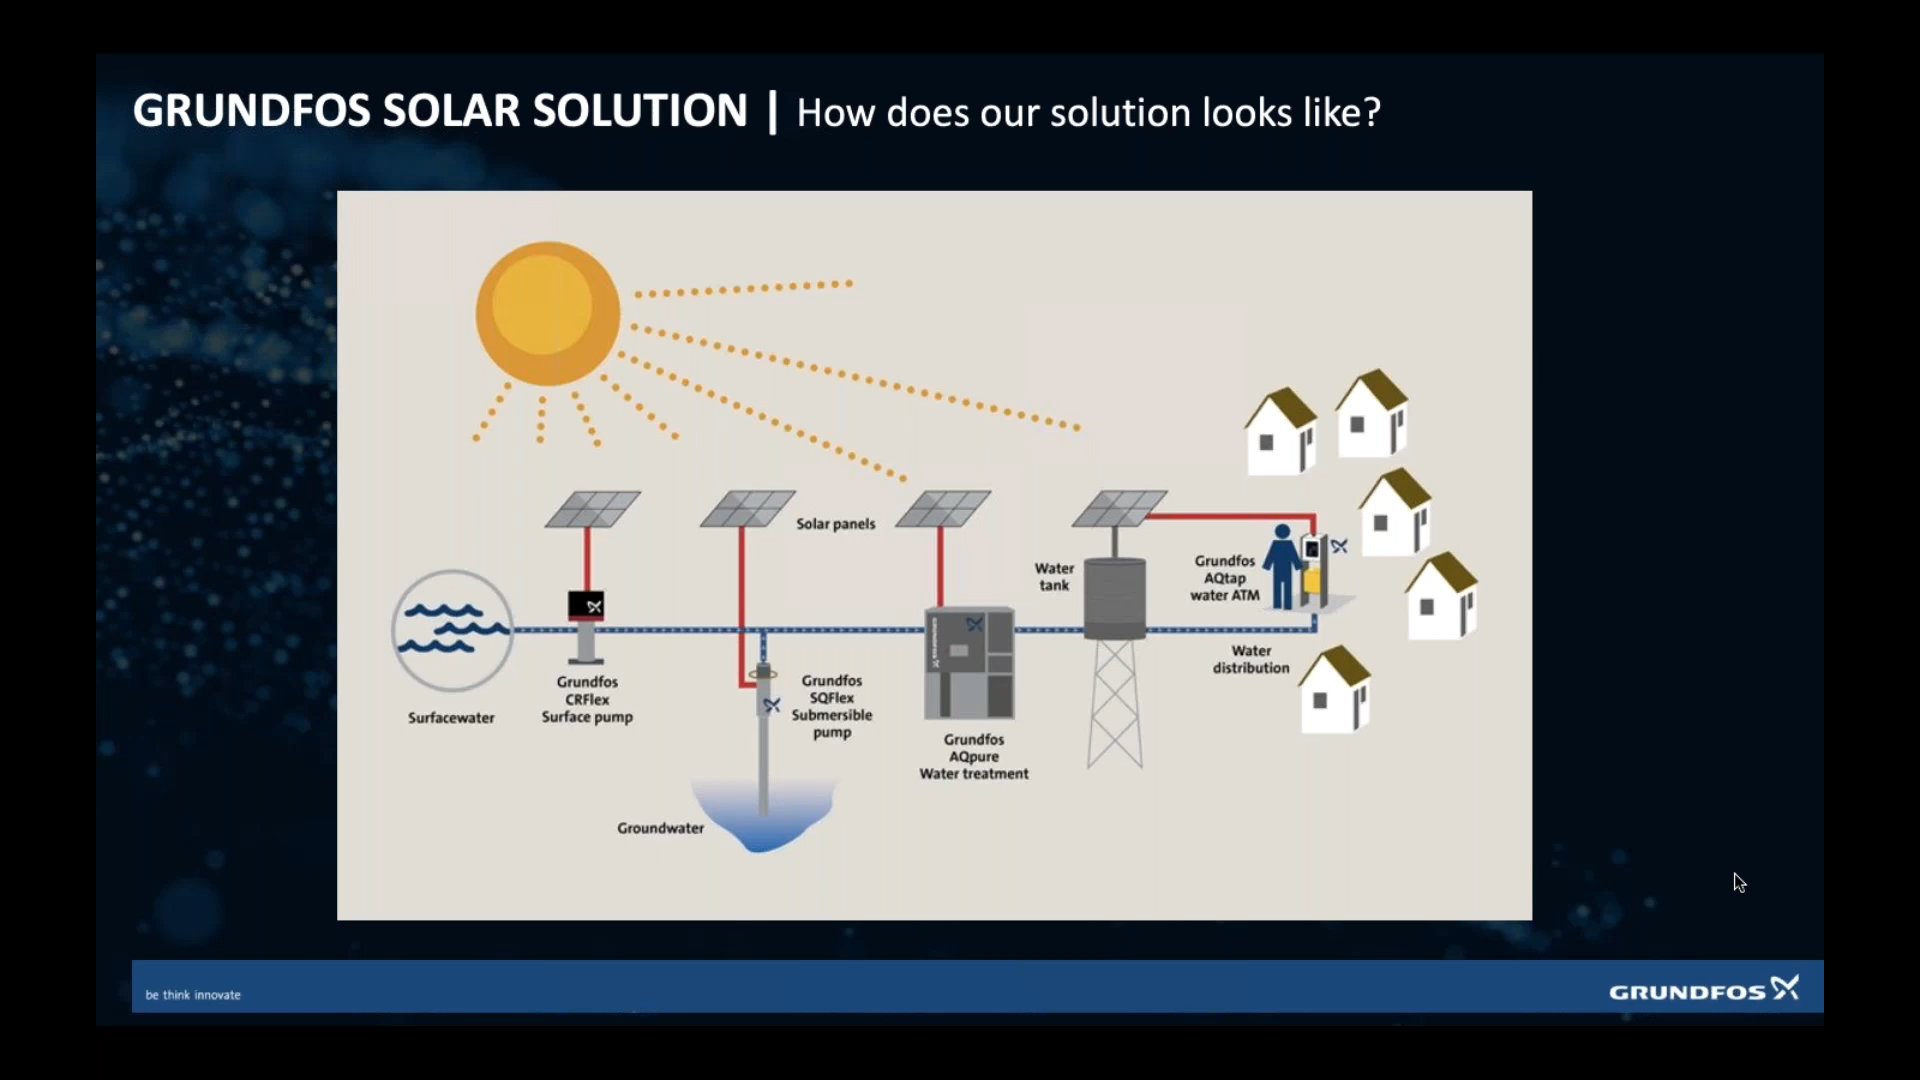 GRUNDFOS SOLAR SOLUTION | How does our solution looks like?
Solar panels
Water
tank
Grundfos
AQtap
water ATM
Surfacewater
Grundfos
CRFlex
Surface pump
Grundfos
SQFlex
Submersible
pump
GRUNDFOS
Grundfos
AQpure
Water treatment
Water
distribution
Groundwater
be think innovate
GRUNDFOS